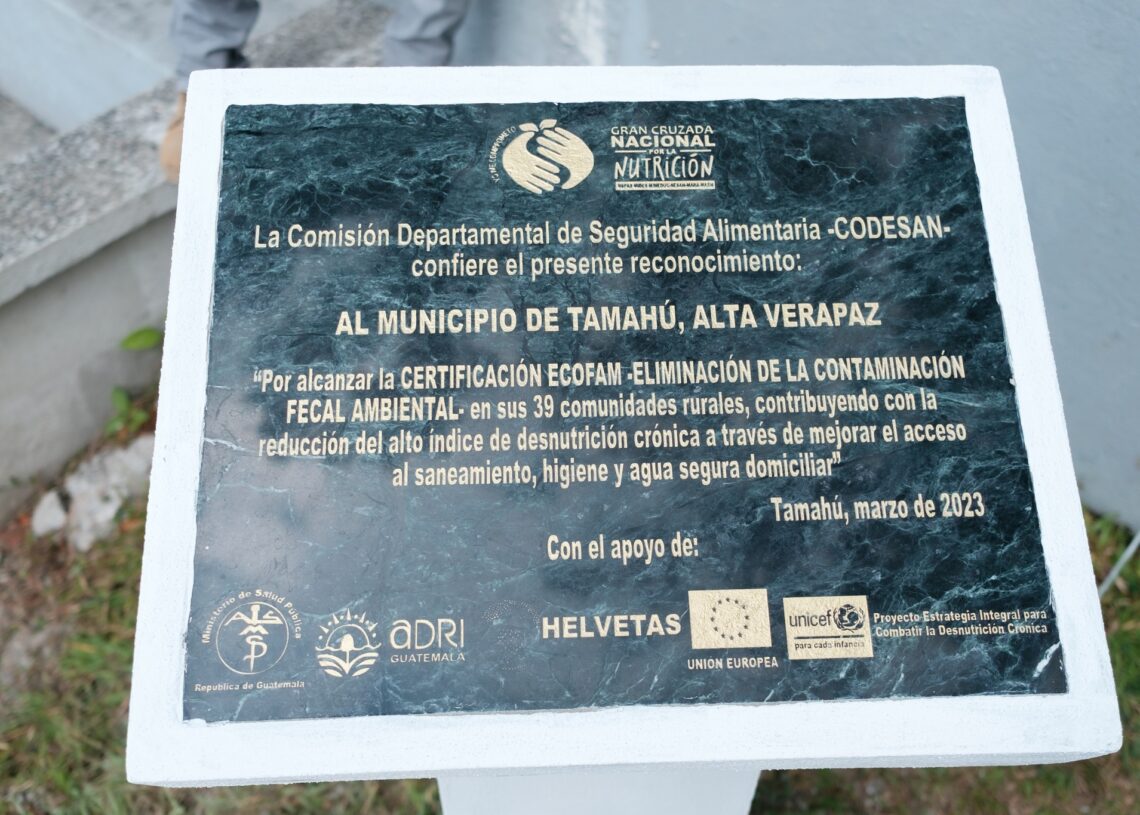 YO ME COMPROMETO
GRAN CRUZADA
NACIONAL
POR LA
NUTRICIÓN
La Comisión Departamental de Seguridad Alimentaria -CODESAN-
confiere el presente reconocimiento:
AL MUNICIPIO DE TAMAHÚ, ALTA VERAPAZ
“Por alcanzar la CERTIFICACIÓN ECOFAM -ELIMINACIÓN DE LA CONTAMINACIÓN
FECAL AMBIENTAL- en sus 39 comunidades rurales, contribuyendo con la
reducción del alto índice de desnutrición crónica a través de mejorar el acceso
al saneamiento, higiene y agua segura domiciliar”
Tamahú, marzo de 2023
Con el apoyo de:
Ministerio de Salud Pública
Republica de Guatemala
ADRI
GUATEMALA
HELVETAS
UNION EUROPEA
unicef
para cada infancia
Proyecto Estrategia Integral para
Combatir la Desnutrición Crónica